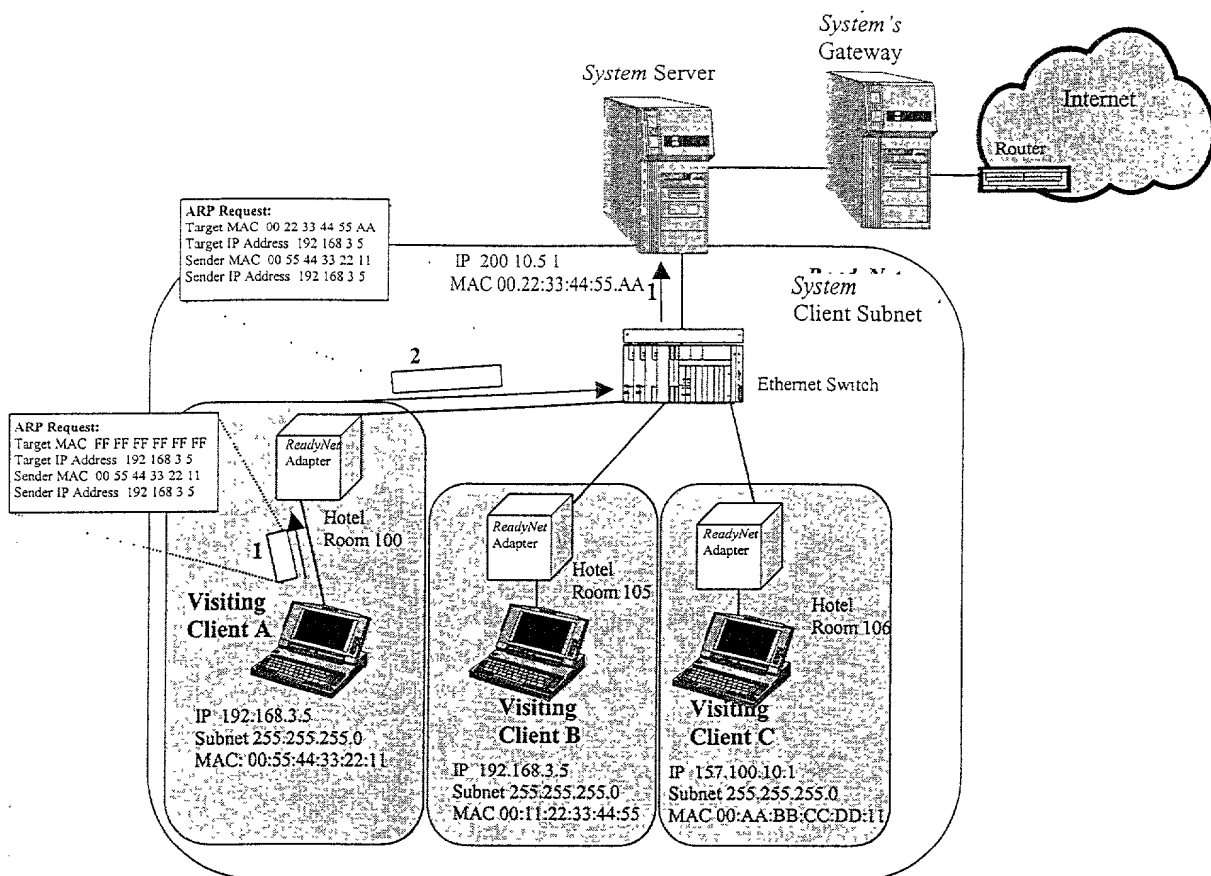 System's
Gateway
System Server
Internet
Router
ARP Request:
Target MAC 00 22 33 44 55 AA
Target IP Address 192 168 3 5
Sender MAC 00 55 44 33 22 11
Sender IP Address 192 168 3 5
IP 200 10.5 1
MAC 00.22:33:44:55.AA
1
System
Client Subnet
2
Ethernet Switch
ARP Request:
Target MAC FF FF FF FF FF FF
Target IP Address 192 168 3 5
Sender MAC 00 55 44 33 22 11
Sender IP Address 192 168 3 5
ReadyNet
Adapter
Hotel
Room 100
1
Visiting
Client A
IP 192.168.3.5
Subnet 255.255.255.0
MAC: 00:55:44:33:22:11
ReadyNet
Adapter
Hotel
Room 105
Visiting
Client B
IP 192.168.3.5
Subnet 255.255.255.0
MAC 00:11:22:33:44:55
ReadyNet
Adapter
Hotel
Room 106
Visiting
Client C
IP 157.100.10.1
Subnet 255.255.255.0
MAC 00:AA:BB:CC:DD:11